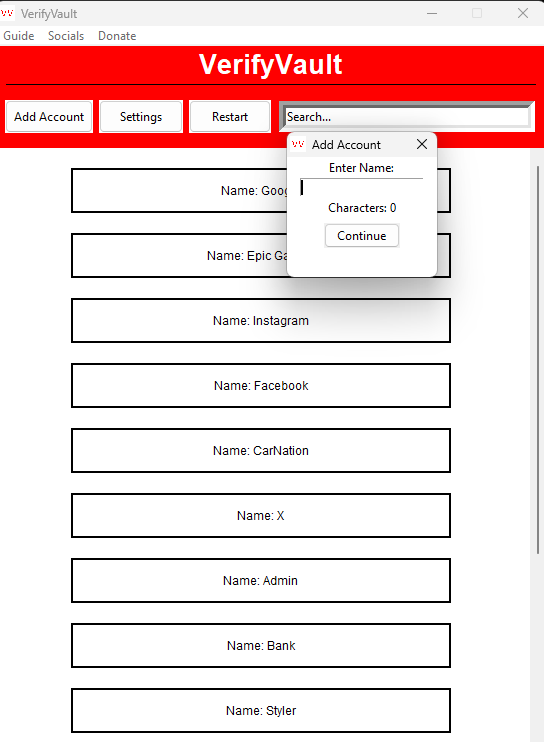 VerifyVault
Guide Socials Donate
VerifyVault
Add Account Settings Restart Search...
Add Account
Enter Name:
Characters: 0
Continue
Name: Goog
Name: Epic Ga
Name: Instagram
Name: Facebook
Name: CarNation
Name: X
Name: Admin
Name: Bank
Name: Styler